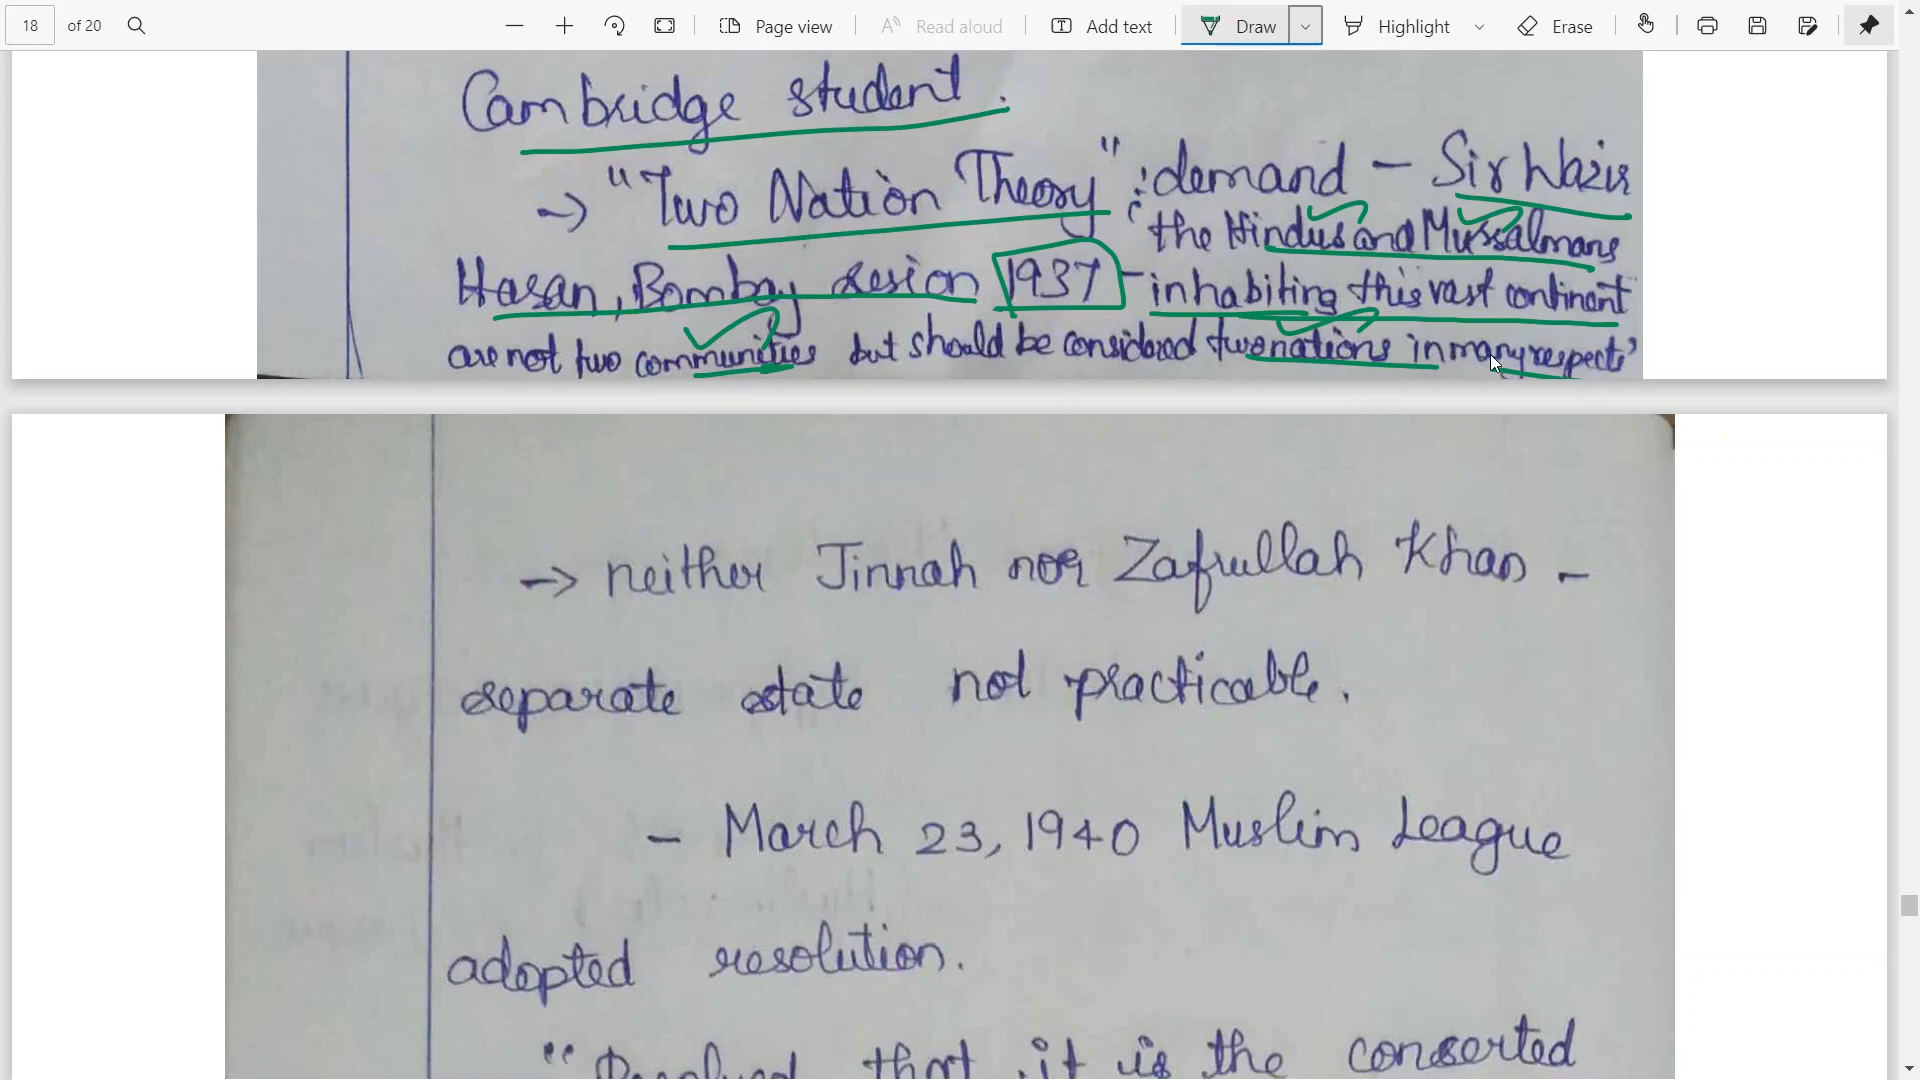 18 of 20 Page view Read aloud Add text Draw Highlight Erase
Cambridge student.
→ "Two Nation Theory" : demand – Sir Wazir
"the Hindus and Mussalmans
Hasan, Bombay session 1937 – inhabiting this vast continent
are not two communities but should be considered two nations in many respects"
→ neither Jinnah nor Zafrullah Khan –
separate state not practicable.
– March 23, 1940 Muslim League
adopted resolution.
"Resolved that it is the conserted